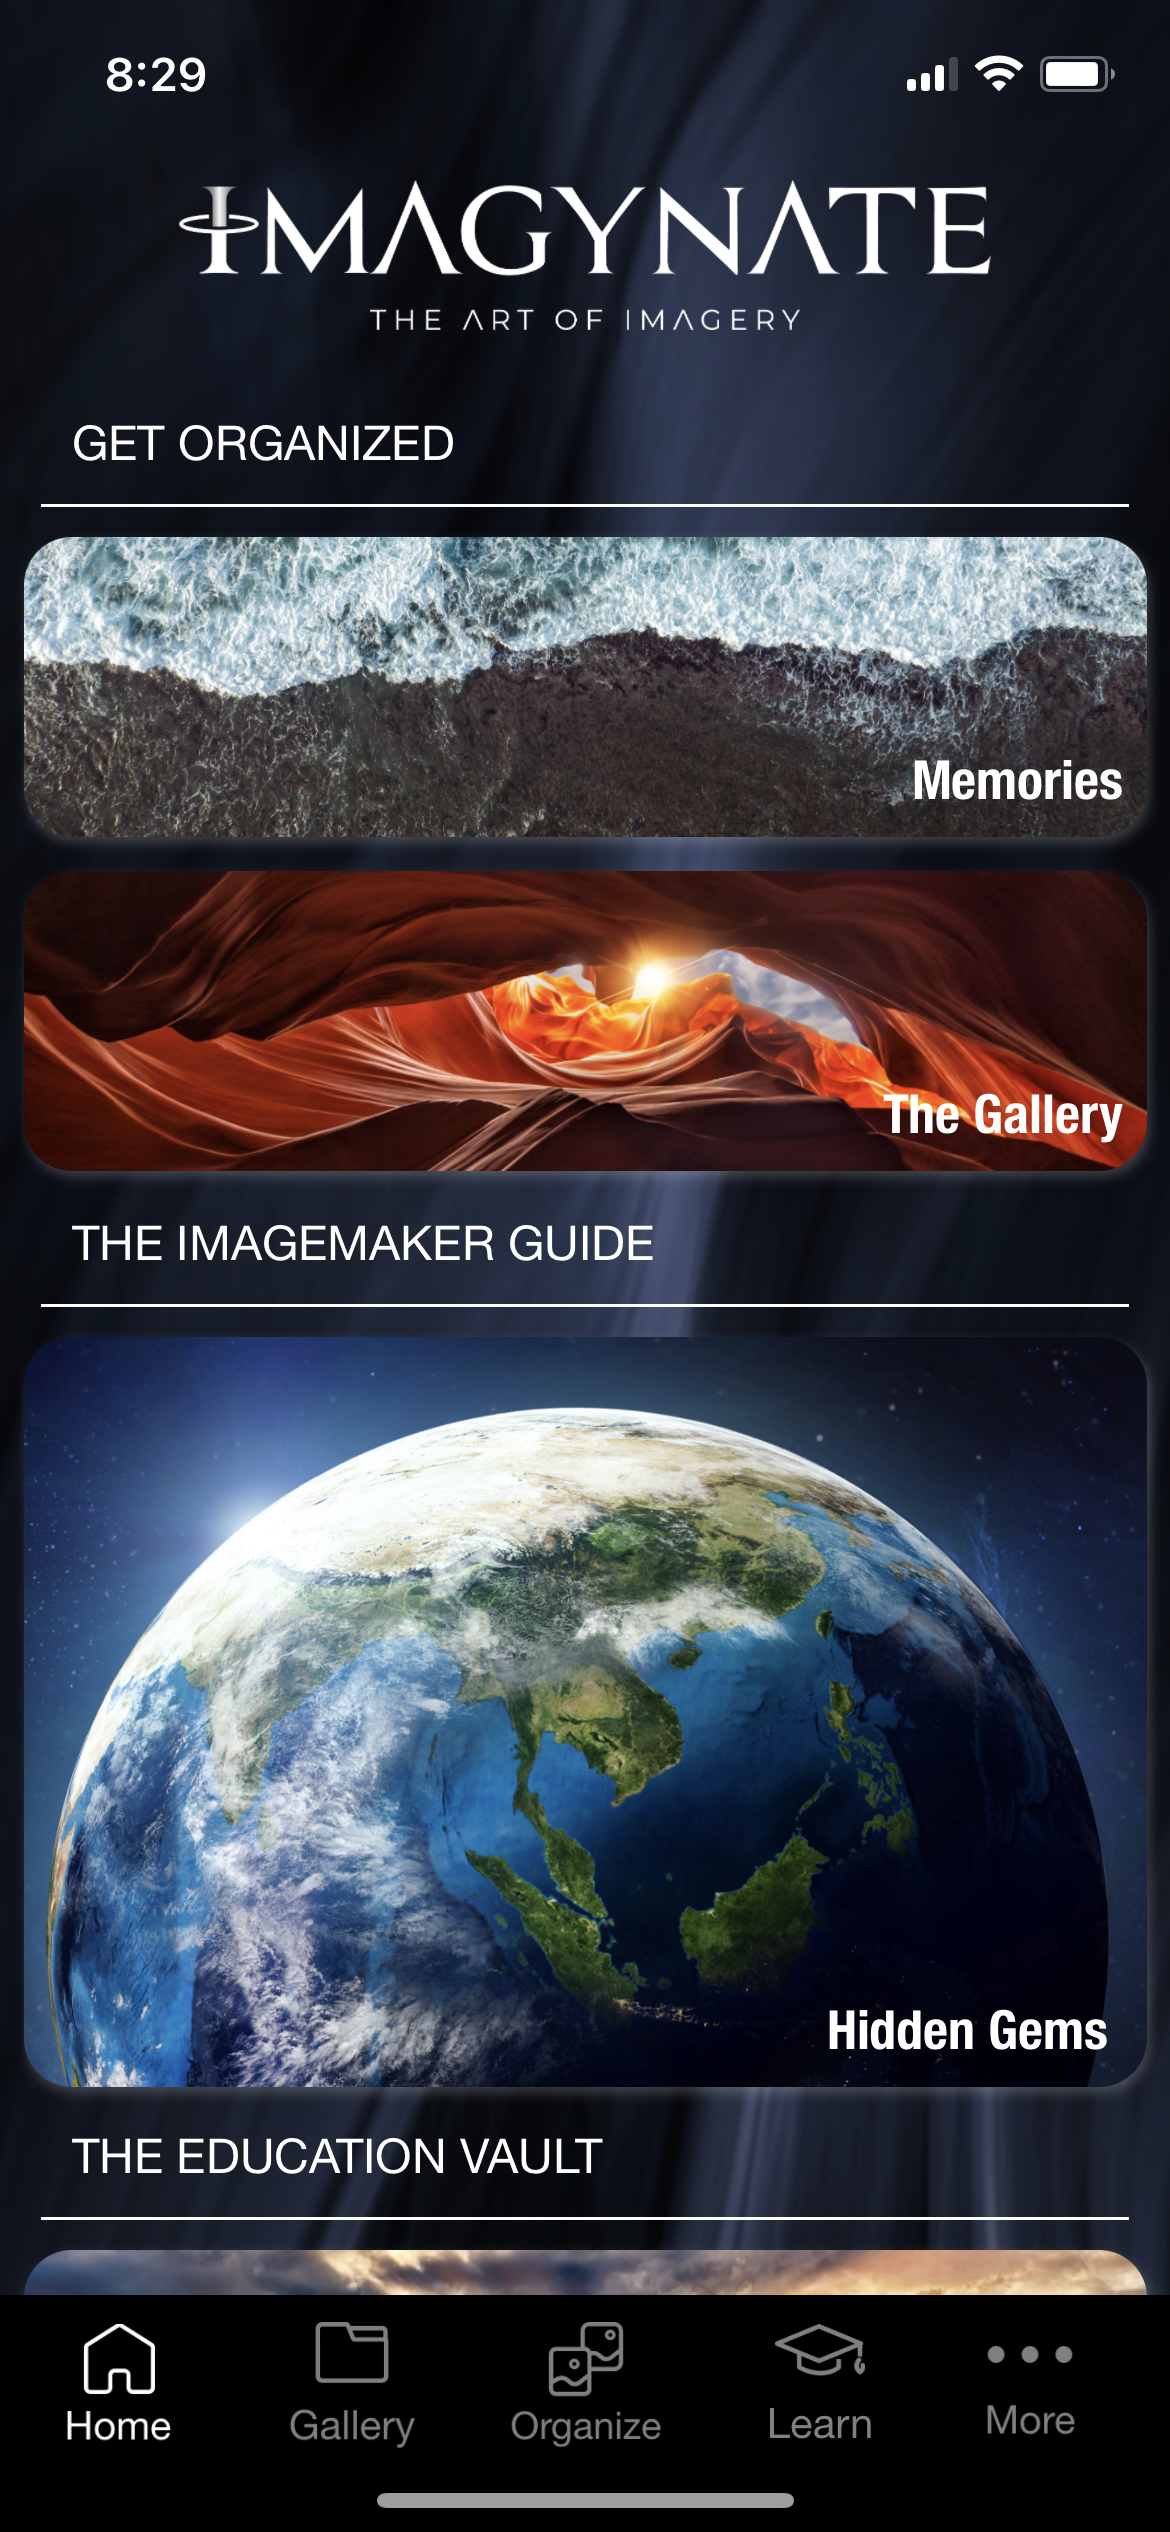 8:29
IMAGYNATE
THE ART OF IMAGERY
GET ORGANIZED
Memories
The Gallery
THE IMAGEMAKER GUIDE
Hidden Gems
THE EDUCATION VAULT
Home Gallery Organize Learn More